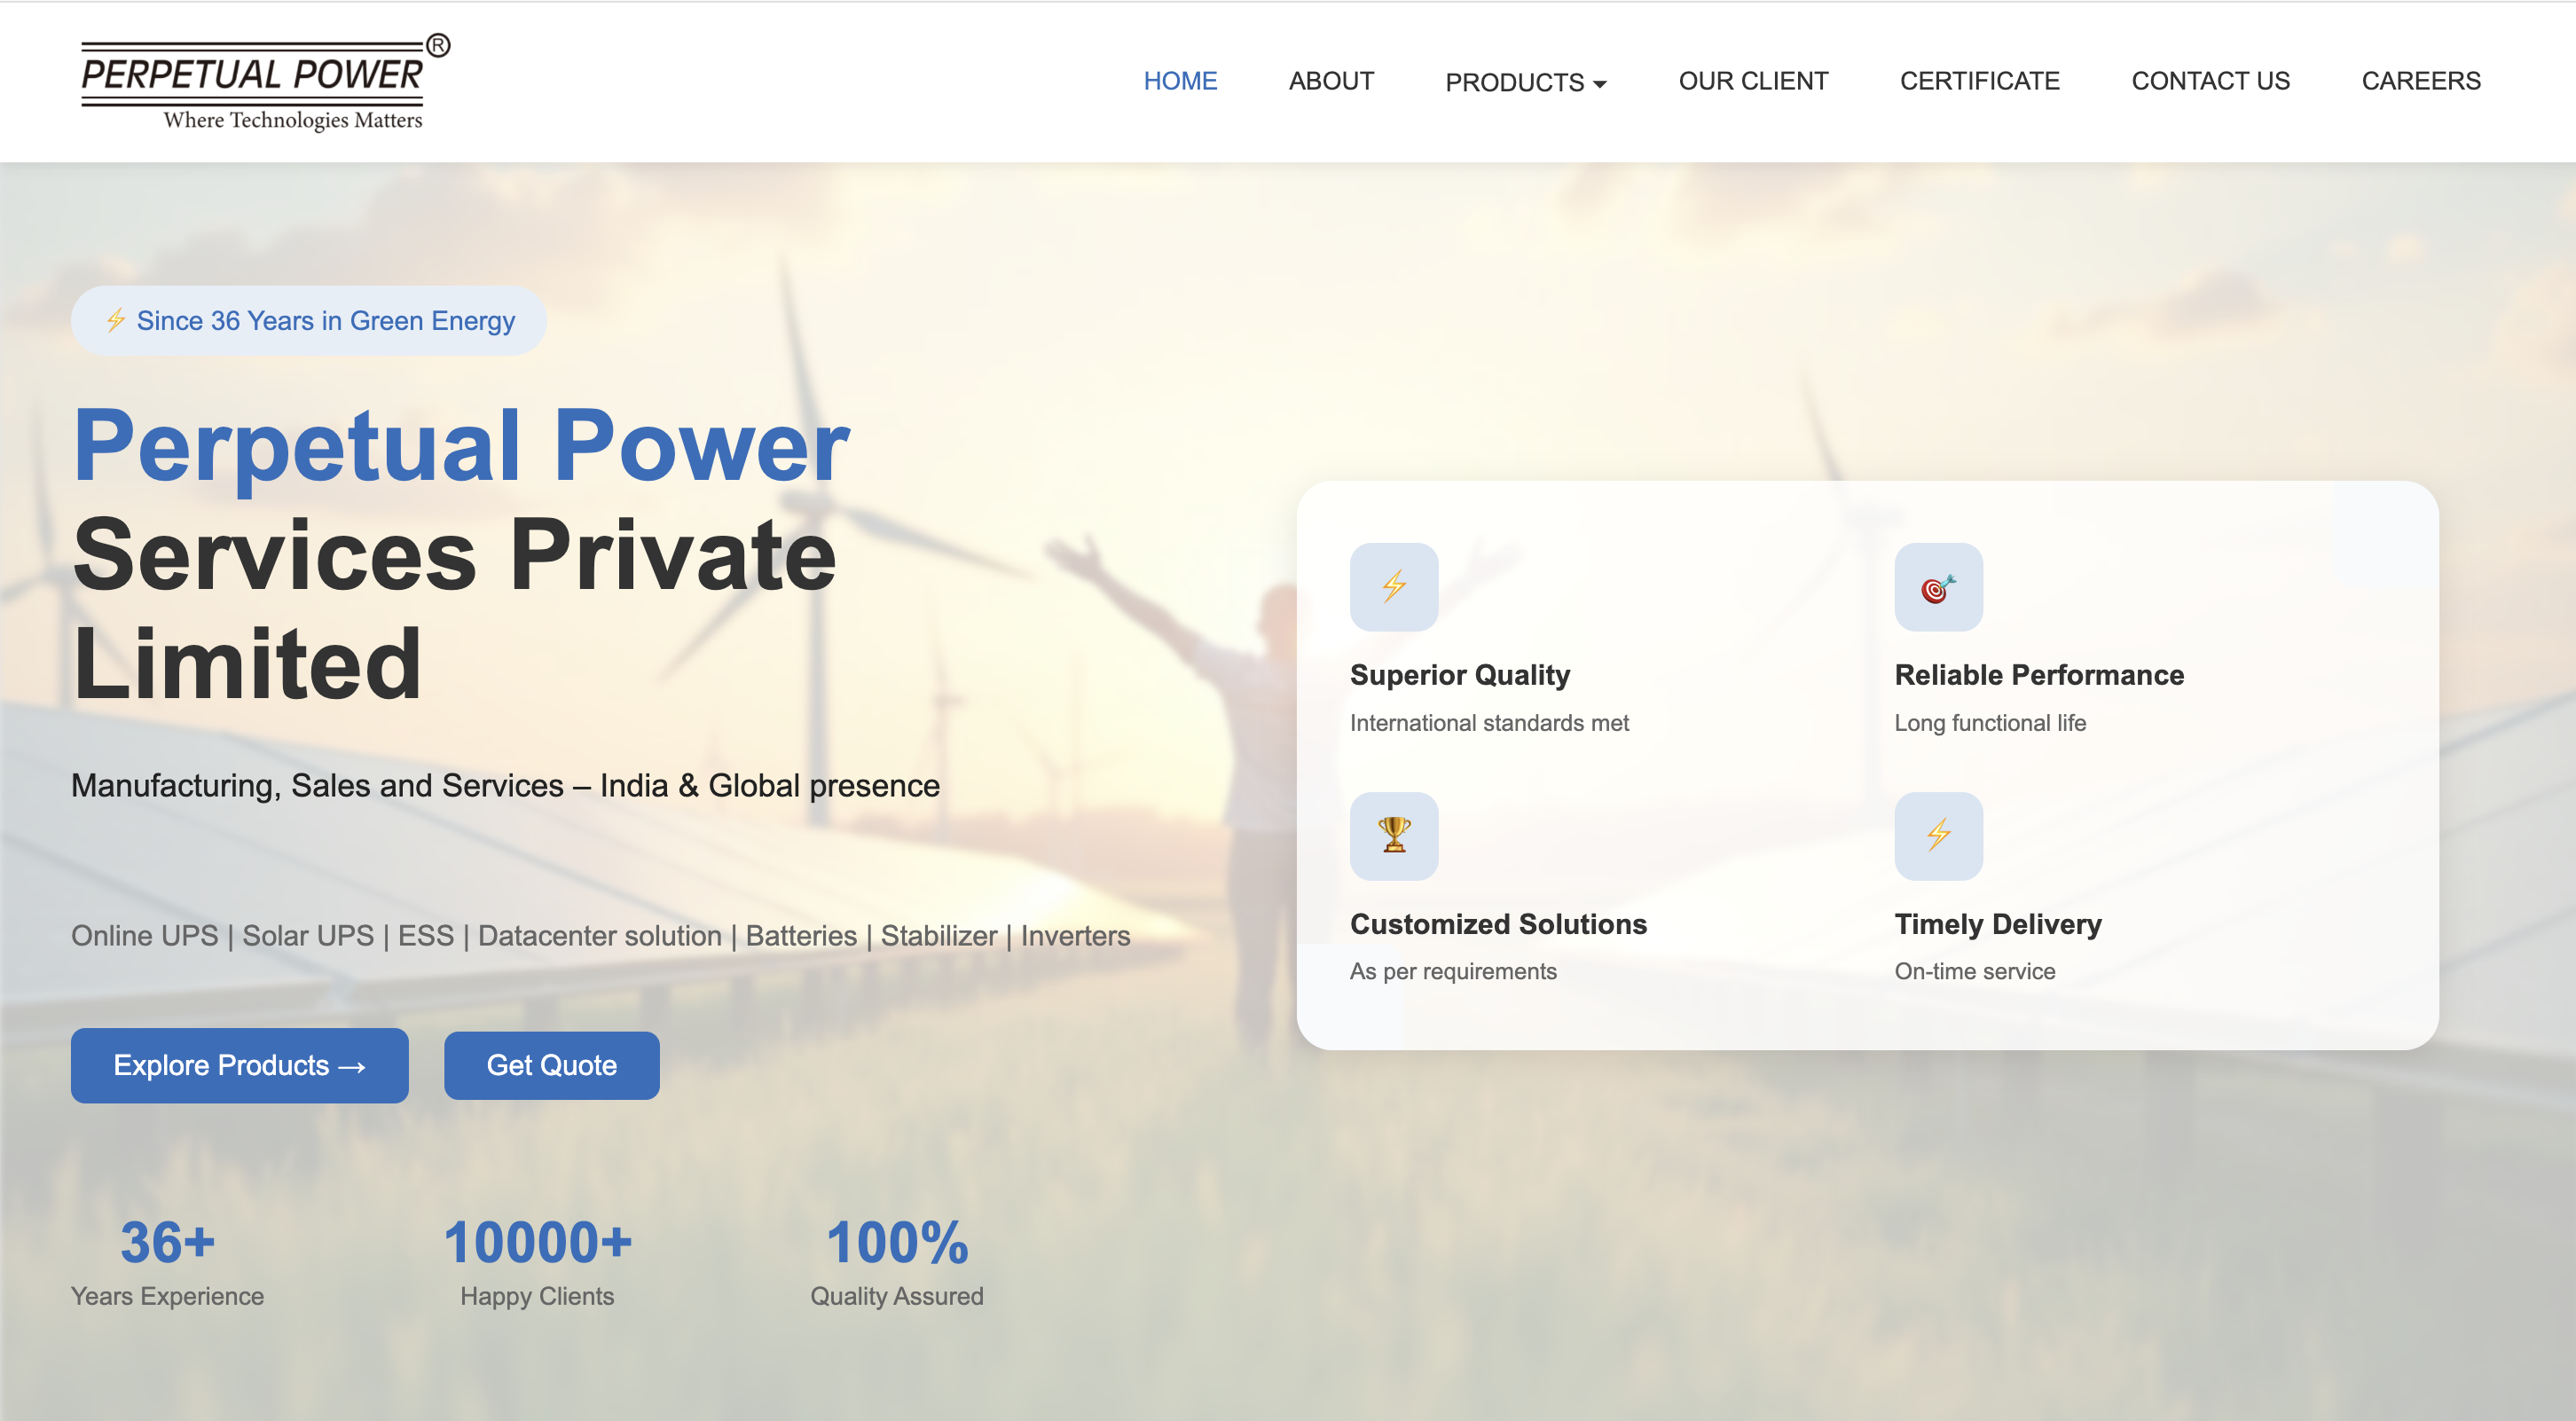 PERPETUAL POWER®
Where Technologies Matters
HOME
ABOUT
PRODUCTS
OUR CLIENT
CERTIFICATE
CONTACT US
CAREERS
⚡ Since 36 Years in Green Energy
Perpetual Power
Services Private
Limited
Manufacturing, Sales and Services – India & Global presence
Online UPS | Solar UPS | ESS | Datacenter solution | Batteries | Stabilizer | Inverters
Explore Products →
Get Quote
36+
Years Experience
10000+
Happy Clients
100%
Quality Assured
Superior Quality
International standards met
Reliable Performance
Long functional life
Customized Solutions
As per requirements
Timely Delivery
On-time service